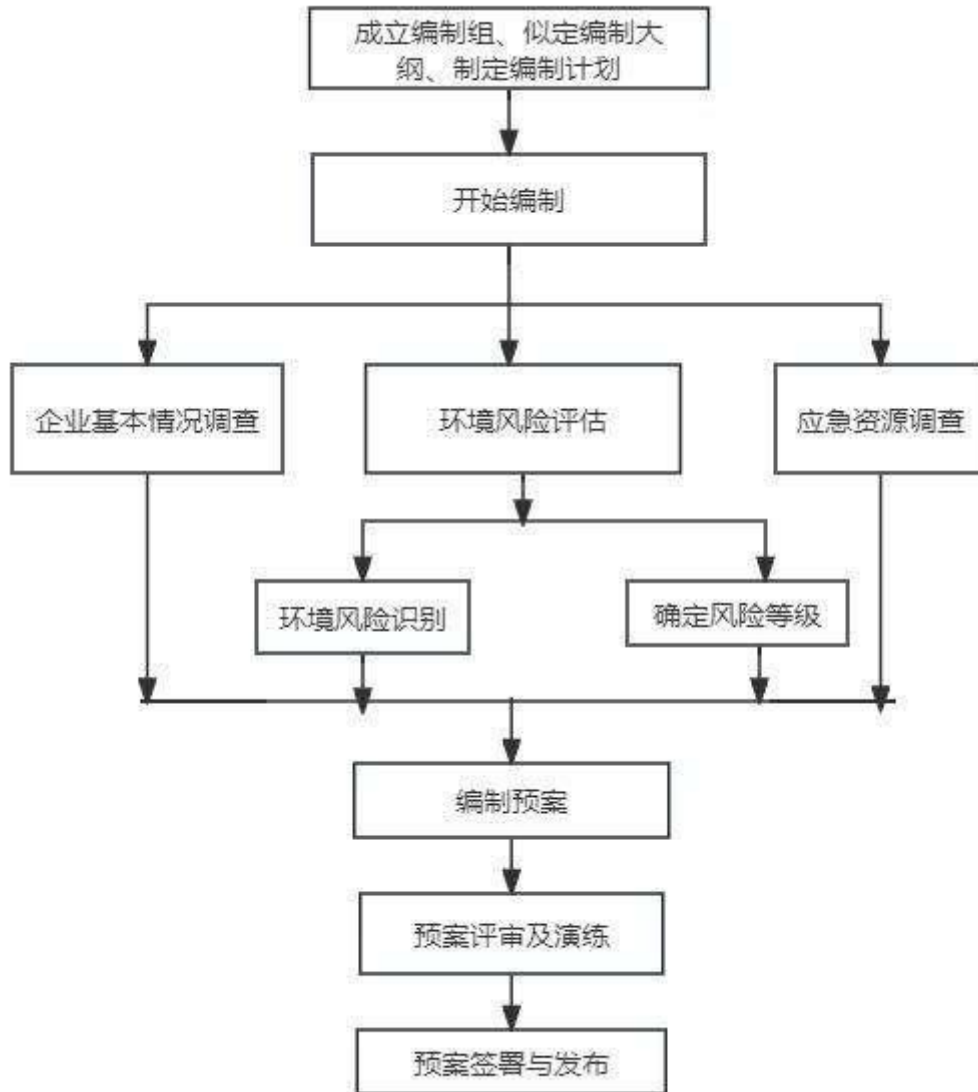 成立编制组、似定编制大
纲、制定编制计划
开始编制
企业基本情况调查
环境风险评估
应急资源调查
环境风险识别
确定风险等级
编制预案
预案评审及演练
预案签署与发布